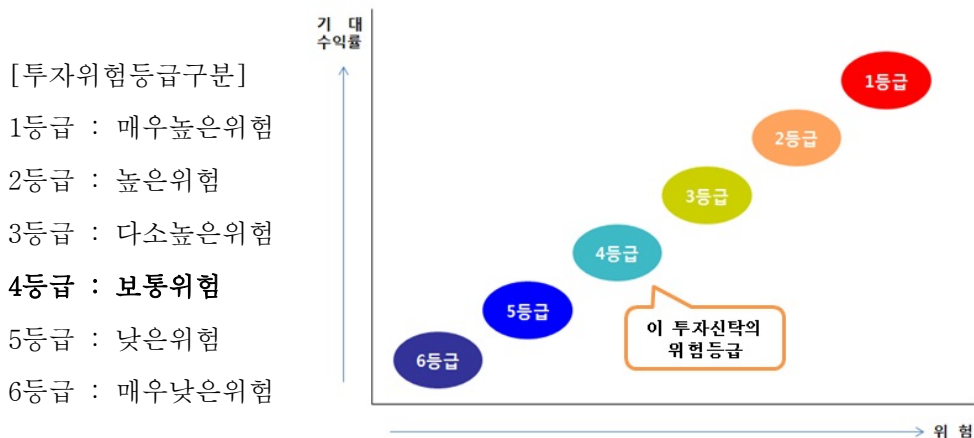 [투자위험등급구분]
1등급 : 매우높은위험
2등급 : 높은위험
3등급 : 다소높은위험
4등급 : 보통위험
5등급 : 낮은위험
6등급 : 매우낮은위험
기 대
수익률
1등급
2등급
3등급
4등급
5등급
6등급
이 투자신탁의
위험등급
위 험